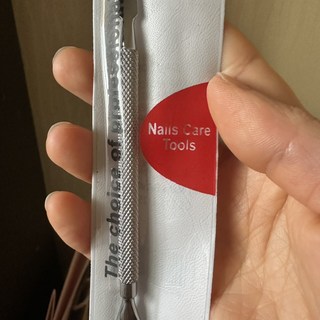 Nails Care
Tools
The choice of